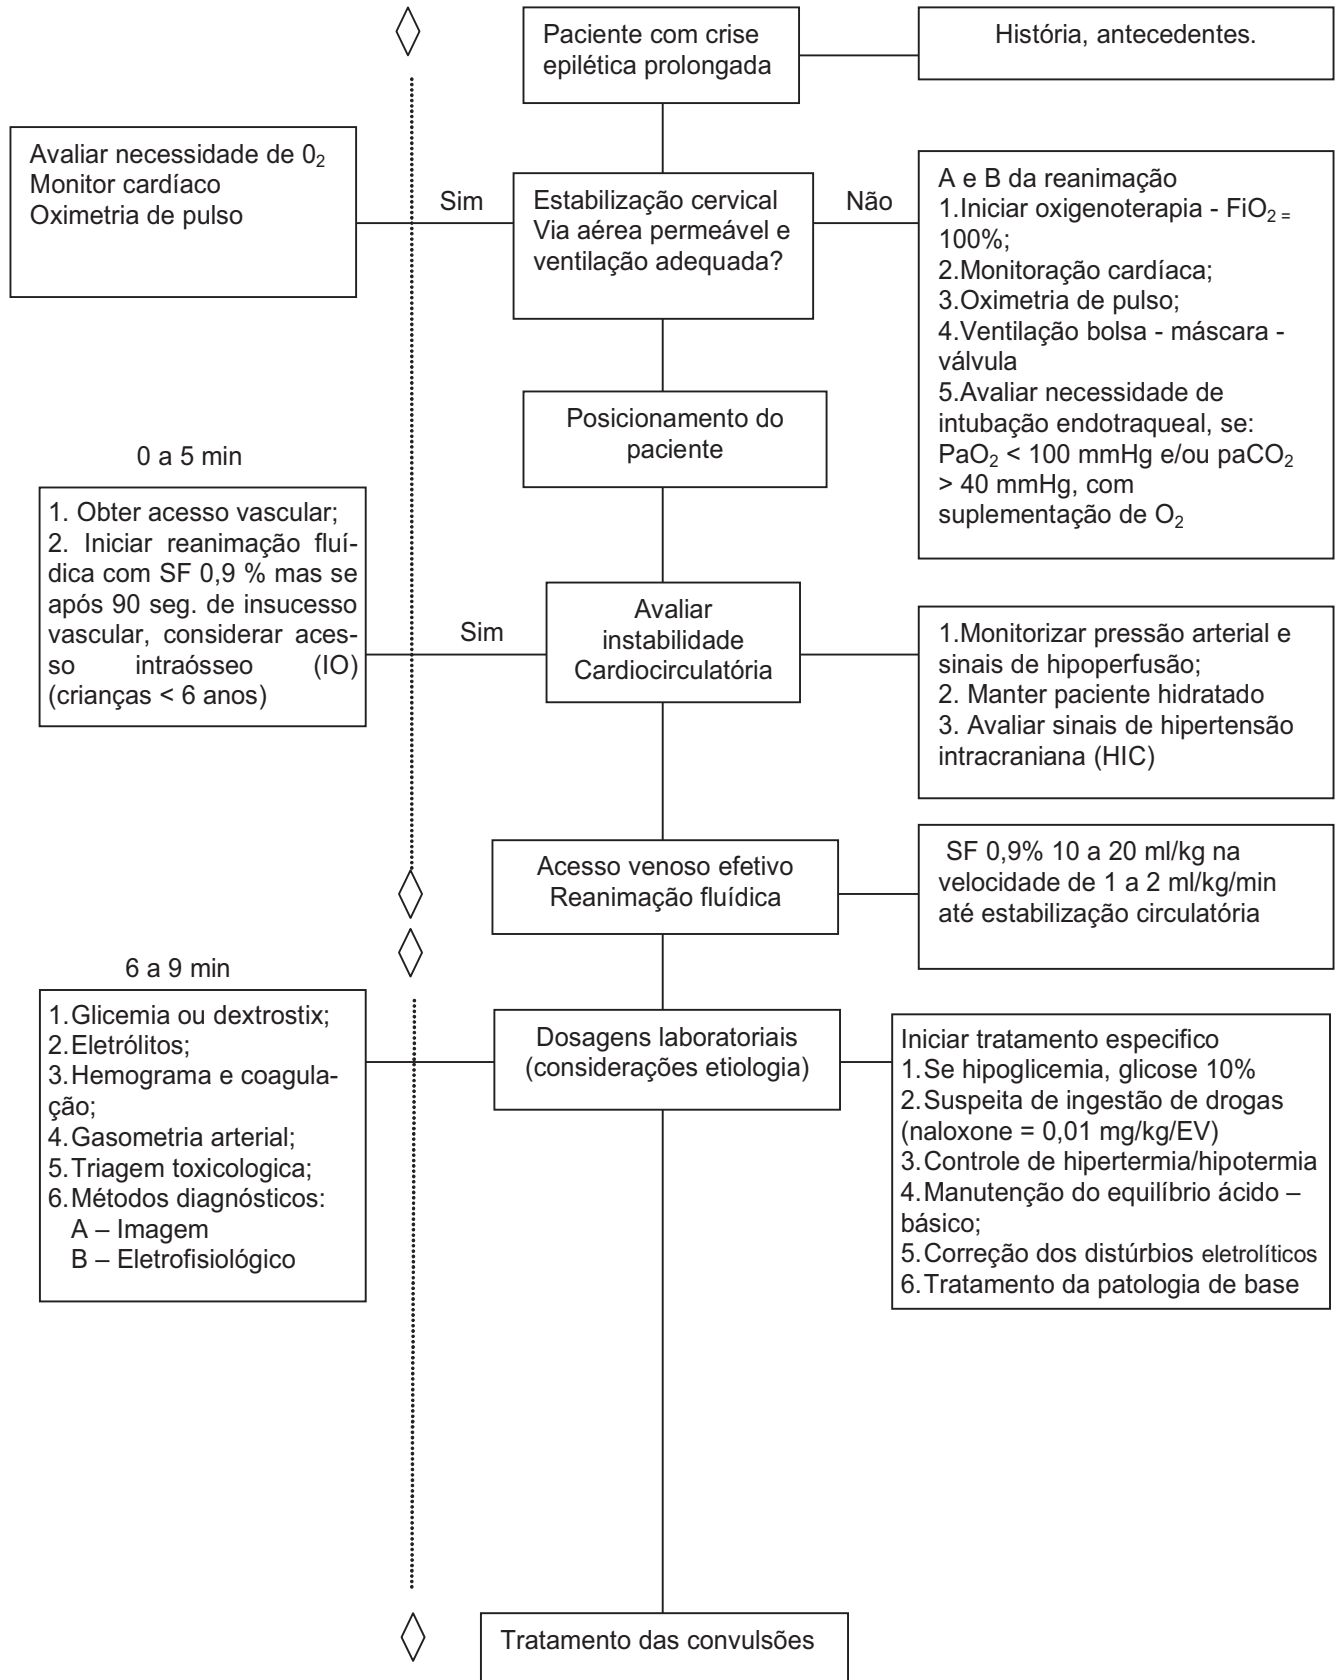 Paciente com crise
epilética prolongada
História, antecedentes.
Avaliar necessidade de 0₂
Monitor cardíaco
Oximetria de pulso
Sim
Estabilização cervical
Via aérea permeável e
ventilação adequada?
Não
A e B da reanimação
1.Iniciar oxigenoterapia - FiO₂ =
100%;
2.Monitoração cardíaca;
3.Oximetria de pulso;
4.Ventilação bolsa - máscara -
válvula
5.Avaliar necessidade de
intubação endotraqueal, se:
PaO₂ < 100 mmHg e/ou paCO₂
> 40 mmHg, com
suplementação de O₂
Posicionamento do
paciente
0 a 5 min
1. Obter acesso vascular;
2. Iniciar reanimação fluí-
dica com SF 0,9 % mas se
após 90 seg. de insucesso
vascular, considerar aces-
so intraósseo (IO)
(crianças < 6 anos)
Sim
Avaliar
instabilidade
Cardiocirculatória
1.Monitorizar pressão arterial e
sinais de hipoperfusão;
2. Manter paciente hidratado
3. Avaliar sinais de hipertensão
intracraniana (HIC)
Acesso venoso efetivo
Reanimação fluídica
SF 0,9% 10 a 20 ml/kg na
velocidade de 1 a 2 ml/kg/min
até estabilização circulatória
6 a 9 min
1.Glicemia ou dextrostix;
2.Eletrólitos;
3.Hemograma e coagula-
ção;
4.Gasometria arterial;
5.Triagem toxicologica;
6.Métodos diagnósticos:
A – Imagem
B – Eletrofisiológico
Dosagens laboratoriais
(considerações etiologia)
Iniciar tratamento especifico
1.Se hipoglicemia, glicose 10%
2.Suspeita de ingestão de drogas
(naloxone = 0,01 mg/kg/EV)
3.Controle de hipertermia/hipotermia
4.Manutenção do equilíbrio ácido –
básico;
5.Correção dos distúrbios eletrolíticos
6.Tratamento da patologia de base
Tratamento das convulsões